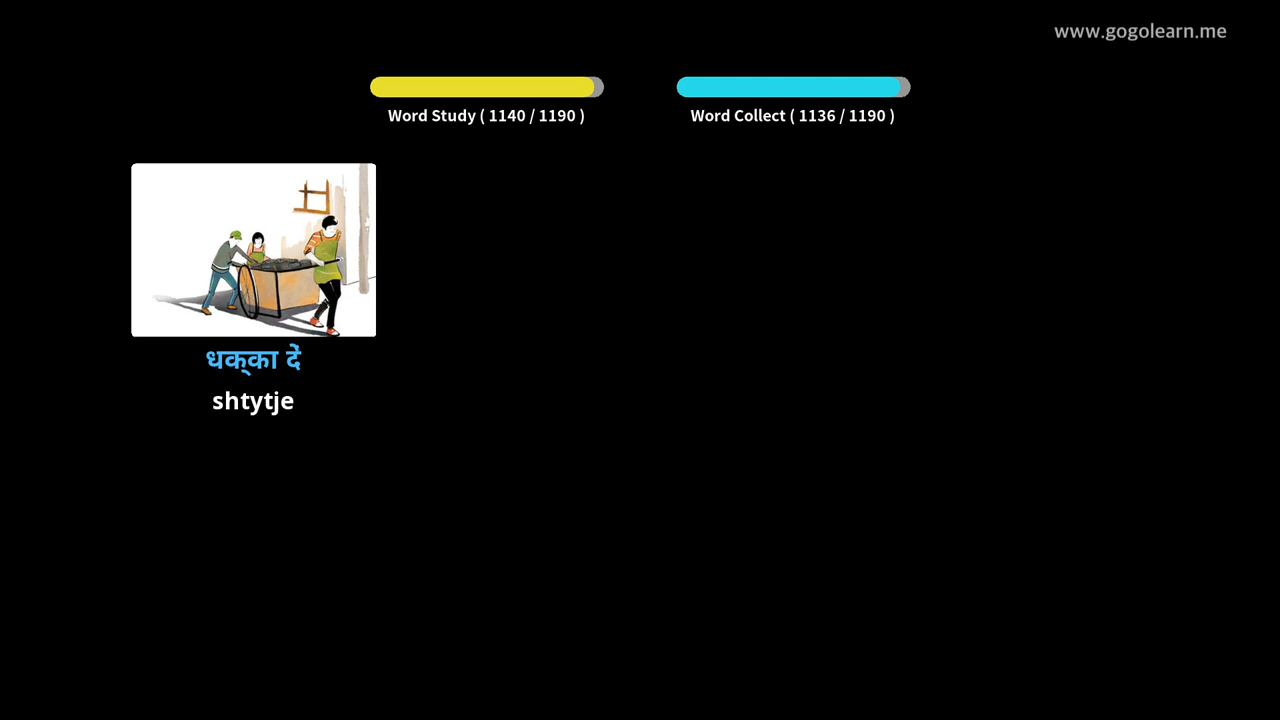 www.gogolearn.me
Word Study ( 1140 / 1190 )
Word Collect ( 1136 / 1190 )
धक्का दें
shtytje